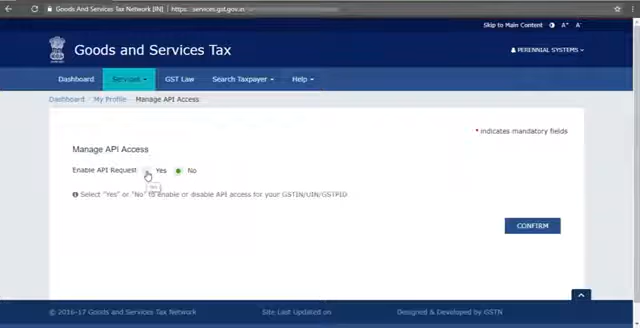 Goods And Services Tax Network [IN] https://services.gst.gov.in
Skip to Main Content A⁺ A⁻
Goods and Services Tax PERENNIAL SYSTEMS
Dashboard Services GST Law Search Taxpayer Help
Dashboard / My Profile / Manage API Access
* indicates mandatory fields
Manage API Access
Enable API Request Yes No
Yes
Select "Yes" or "No" to enable or disable API access for your GSTIN/UIN/GSTPID
CONFIRM
© 2016-17 Goods and Services Tax Network Site Last Updated on Designed & Developed by GSTN